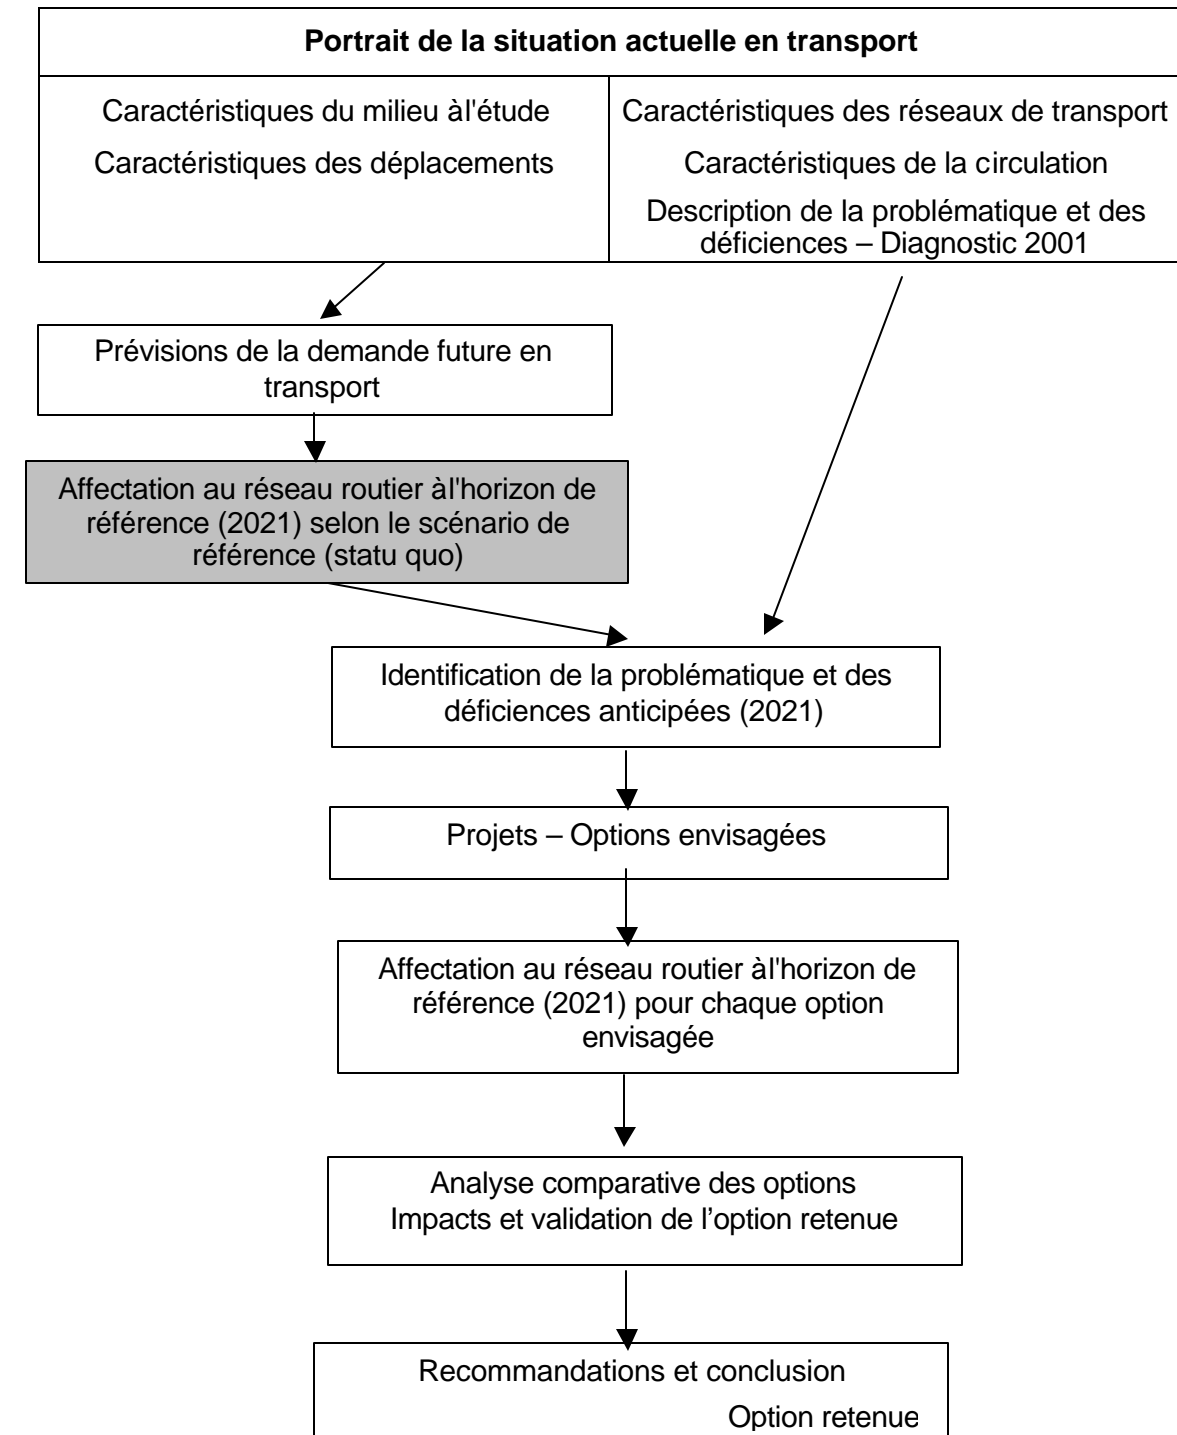 Portrait de la situation actuelle en transport
Caractéristiques du milieu àl'étude
Caractéristiques des déplacements
Caractéristiques des réseaux de transport
Caractéristiques de la circulation
Description de la problématique et des
déficiences – Diagnostic 2001
Prévisions de la demande future en
transport
Affectation au réseau routier àl'horizon de
référence (2021) selon le scénario de
référence (statu quo)
Identification de la problématique et des
déficiences anticipées (2021)
Projets – Options envisagées
Affectation au réseau routier àl'horizon de
référence (2021) pour chaque option
envisagée
Analyse comparative des options
Impacts et validation de l’option retenue
Recommandations et conclusion
Option retenue